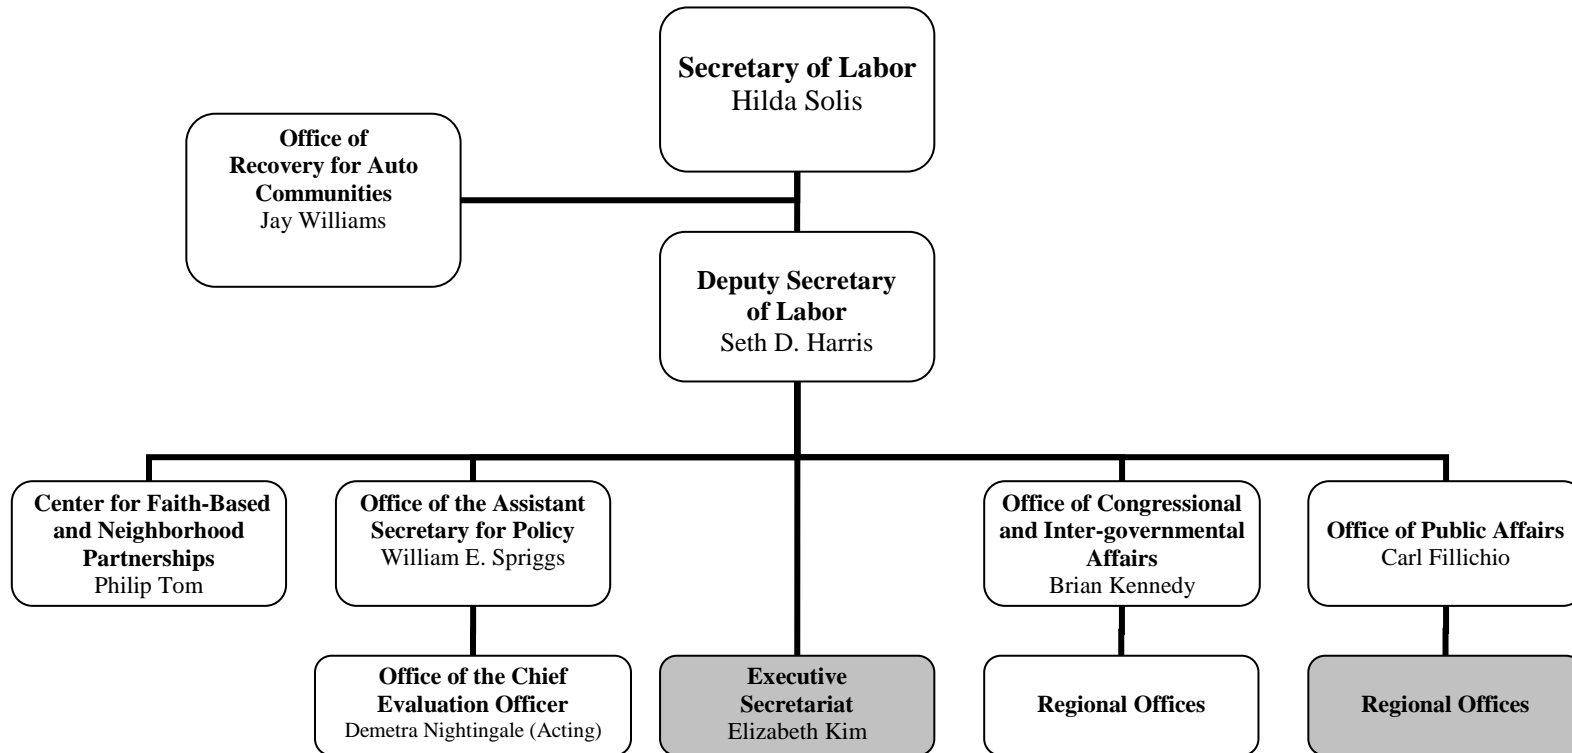 Secretary of Labor
Hilda Solis
Office of
Recovery for Auto
Communities
Jay Williams
Deputy Secretary
of Labor
Seth D. Harris
Center for Faith-Based
and Neighborhood
Partnerships
Philip Tom
Office of the Assistant
Secretary for Policy
William E. Spriggs
Office of Congressional
and Inter-governmental
Affairs
Brian Kennedy
Office of Public Affairs
Carl Fillichio
Office of the Chief
Evaluation Officer
Demetra Nightingale (Acting)
Executive
Secretariat
Elizabeth Kim
Regional Offices
Regional Offices